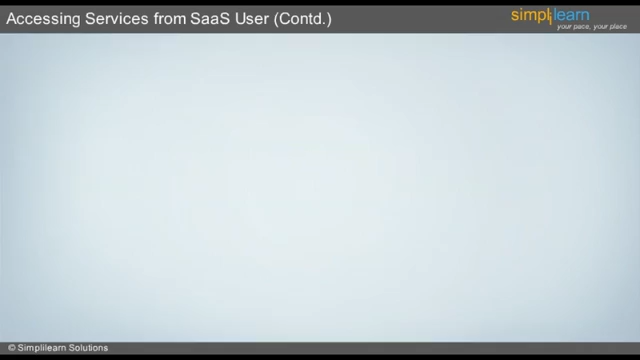 Accessing Services from SaaS User (Contd.)
simplilearn
your pace, your place
© Simplilearn Solutions